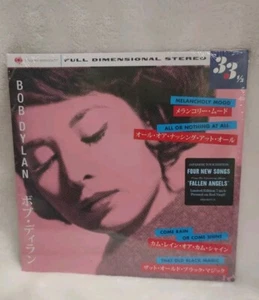 FULL DIMENSIONAL STEREO
33⅓
BOB DYLAN
ボブ・ディラン
MELANCHOLY MOOD
メランコリー・ムード
ALL OR NOTHING AT ALL
オール・オア・ナッシング・アット・オール
FOUR NEW SONGS
'FALLEN ANGELS'
COME RAIN
OR COME SHINE
カム・レイン・オア・カム・シャイン
THAT OLD BLACK MAGIC
ザット・オールド・ブラック・マジック